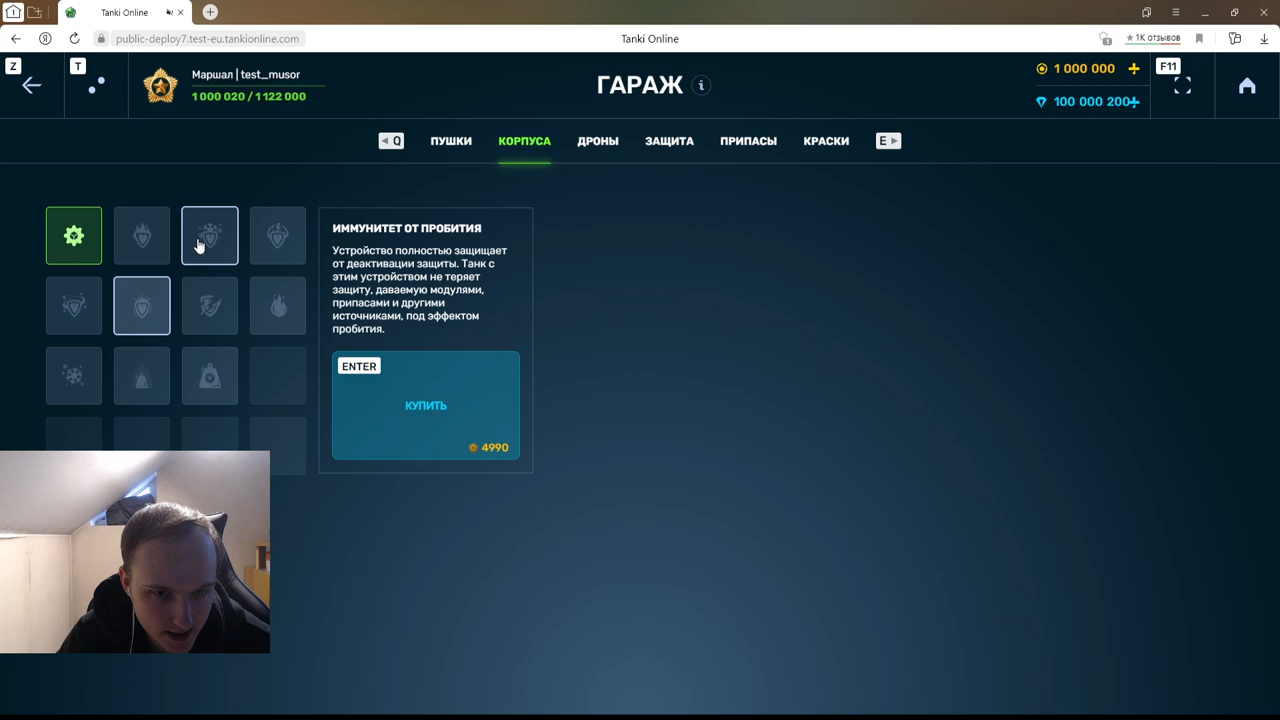 Tanki Online
public-deploy7.test-eu.tankionline.com
Tanki Online
★ 1К отзывов
Z
T
Маршал | test_musor
1 000 020 / 1 122 000
ГАРАЖ
i
1 000 000
100 000 200
F11
Q
ПУШКИ
КОРПУСА
ДРОНЫ
ЗАЩИТА
ПРИПАСЫ
КРАСКИ
E
ИММУНИТЕТ ОТ ПРОБИТИЯ
Устройство полностью защищает
от деактивации защиты. Танк с
этим устройством не теряет
защиту, даваемую модулями,
припасами и другими
источниками, под эффектом
пробития.
ENTER
КУПИТЬ
4990